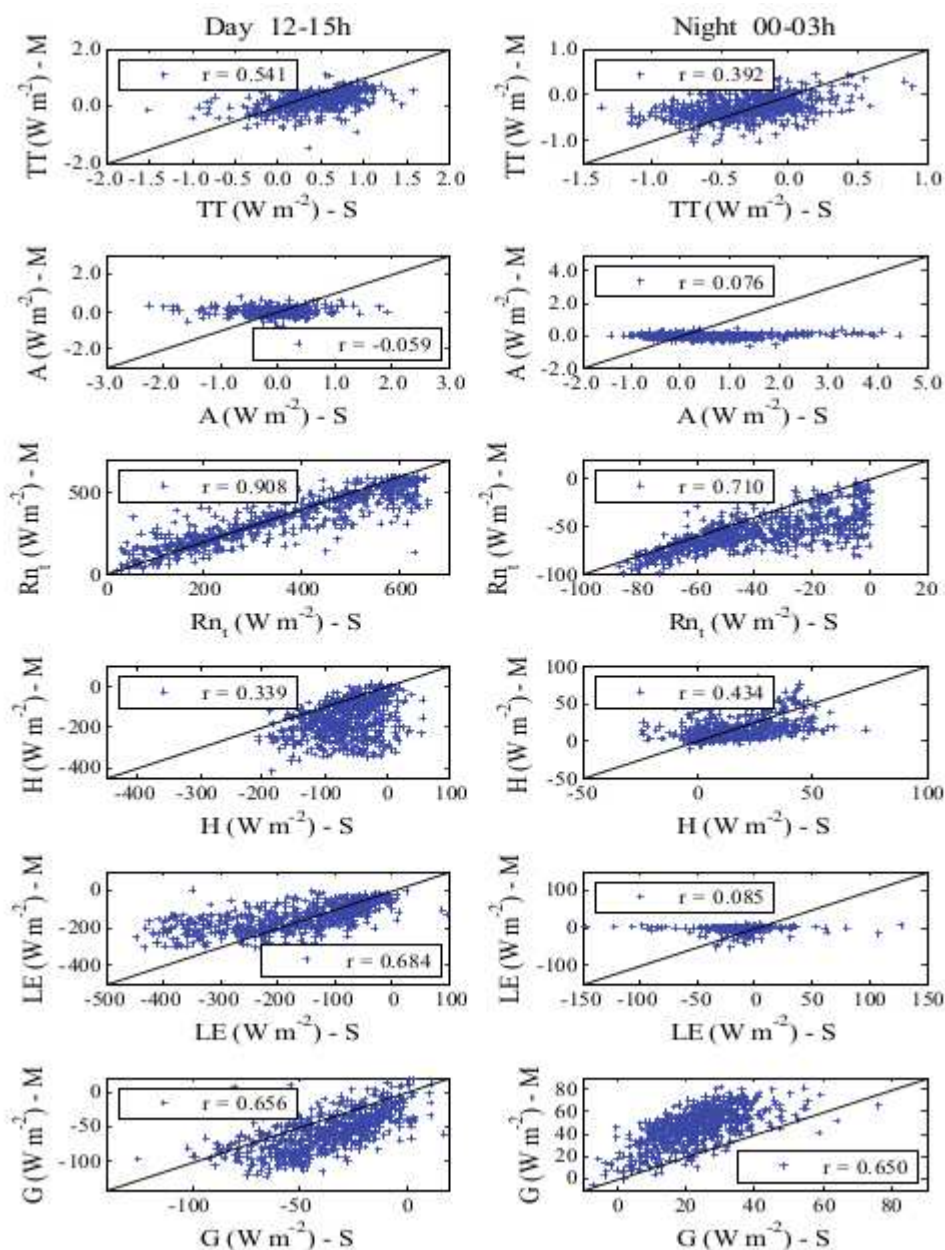 Day 12-15h Night 00-03h
2.0 0.0 -2.0
TT (W m-2) - M
r = 0.541
-2.0 -1.5 -1.0 -0.5 0.0 0.5 1.0 1.5 2.0
TT (W m-2) - S
1.0 0.0 -1.0
TT (W m-2) - M
r = 0.392
-1.5 -1.0 -0.5 0.0 0.5 1.0
TT (W m-2) - S
2.0 0.0 -2.0
A (W m-2) - M
r = -0.059
-3.0 -2.0 -1.0 0.0 1.0 2.0 3.0
A (W m-2) - S
4.0 2.0 0.0 -2.0
A (W m-2) - M
r = 0.076
-2.0 -1.0 0.0 1.0 2.0 3.0 4.0 5.0
A (W m-2) - S
500 0
Rnt (W m-2) - M
r = 0.908
0 200 400 600
Rnt (W m-2) - S
0 -50 -100
Rnt (W m-2) - M
r = 0.710
-100 -80 -60 -40 -20 0 20
Rnt (W m-2) - S
0 -200 -400
H (W m-2) - M
r = 0.339
-400 -300 -200 -100 0 100
H (W m-2) - S
100 50 0 -50
H (W m-2) - M
r = 0.434
-50 0 50 100
H (W m-2) - S
0 -200 -400
LE (W m-2) - M
r = 0.684
-500 -400 -300 -200 -100 0 100
LE (W m-2) - S
100 0 -100
LE (W m-2) - M
r = 0.085
-150 -100 -50 0 50 100 150
LE (W m-2) - S
0 -50 -100
G (W m-2) - M
r = 0.656
-100 -50 0
G (W m-2) - S
80 60 40 20 0
G (W m-2) - M
r = 0.650
0 20 40 60 80
G (W m-2) - S